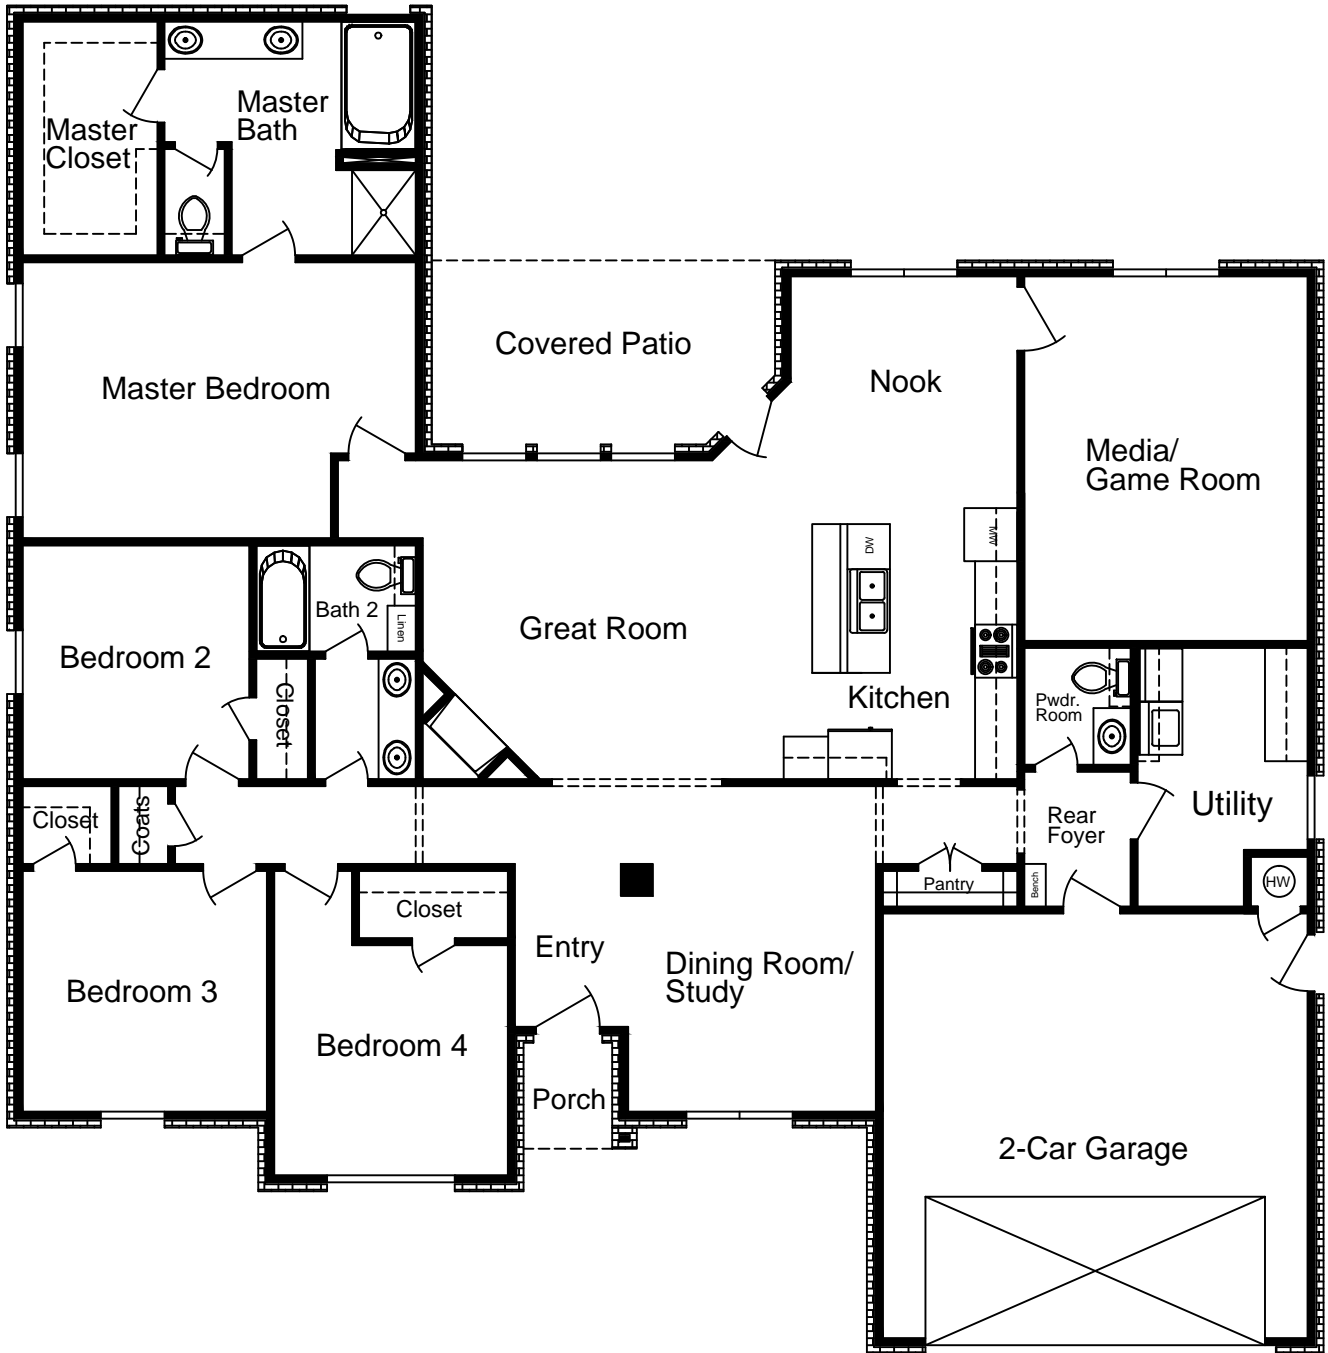 Master
Bath
Master
Closet
Covered Patio
Nook
Master Bedroom
Media/
Game Room
MW
DW
Bath 2
Linen
Great Room
Bedroom 2
Closet
Kitchen
Pwdr.
Room
Utility
Closet
Coats
Rear
Foyer
Pantry
Bench
HW
Closet
Entry
Dining Room/
Study
Bedroom 3
Bedroom 4
Porch
2-Car Garage